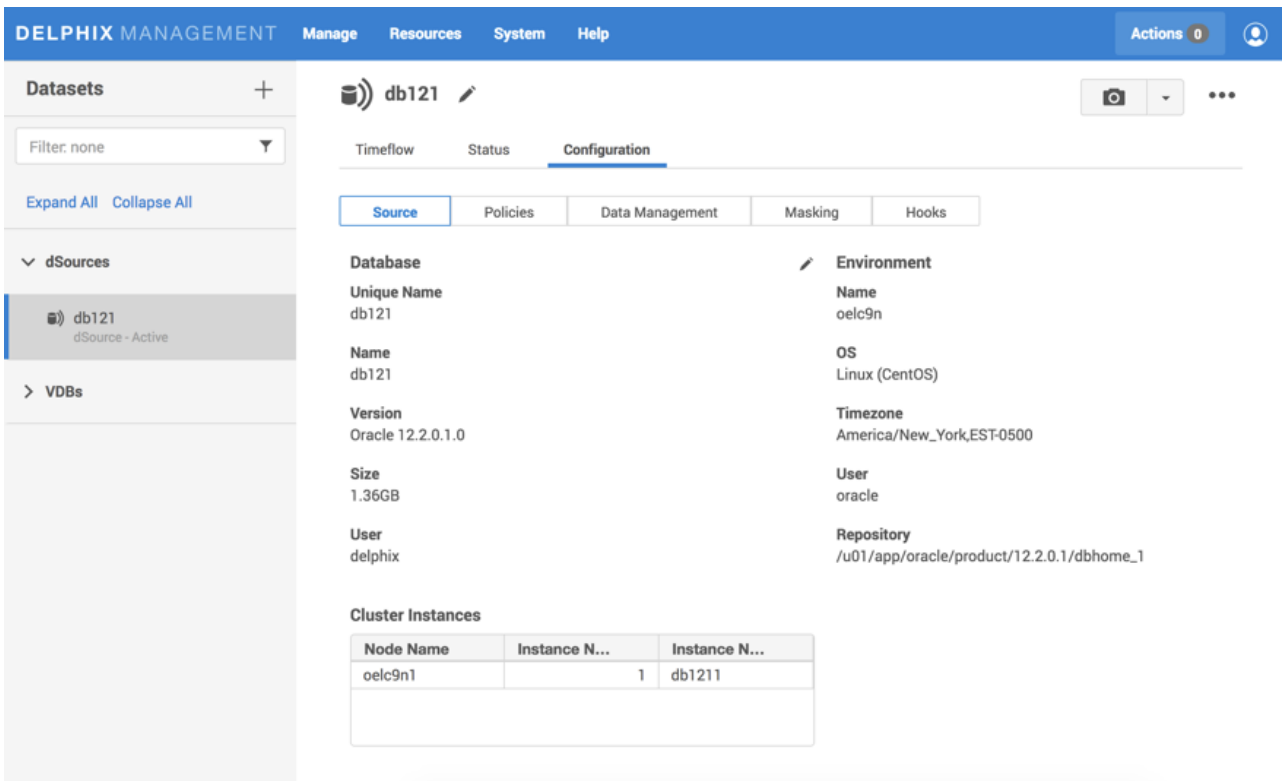 DELPHIX MANAGEMENT Manage Resources System Help Actions 0
Datasets
Filter: none
Expand All Collapse All
dSources
db121
dSource - Active
VDBs
db121
Timeflow Status Configuration
Source Policies Data Management Masking Hooks
Database
Unique Name
db121
Name
db121
Version
Oracle 12.2.0.1.0
Size
1.36GB
User
delphix
Environment
Name
oelc9n
OS
Linux (CentOS)
Timezone
America/New_York,EST-0500
User
oracle
Repository
/u01/app/oracle/product/12.2.0.1/dbhome_1
Cluster Instances
Node Name Instance N... Instance N...
oelc9n1 1 db1211